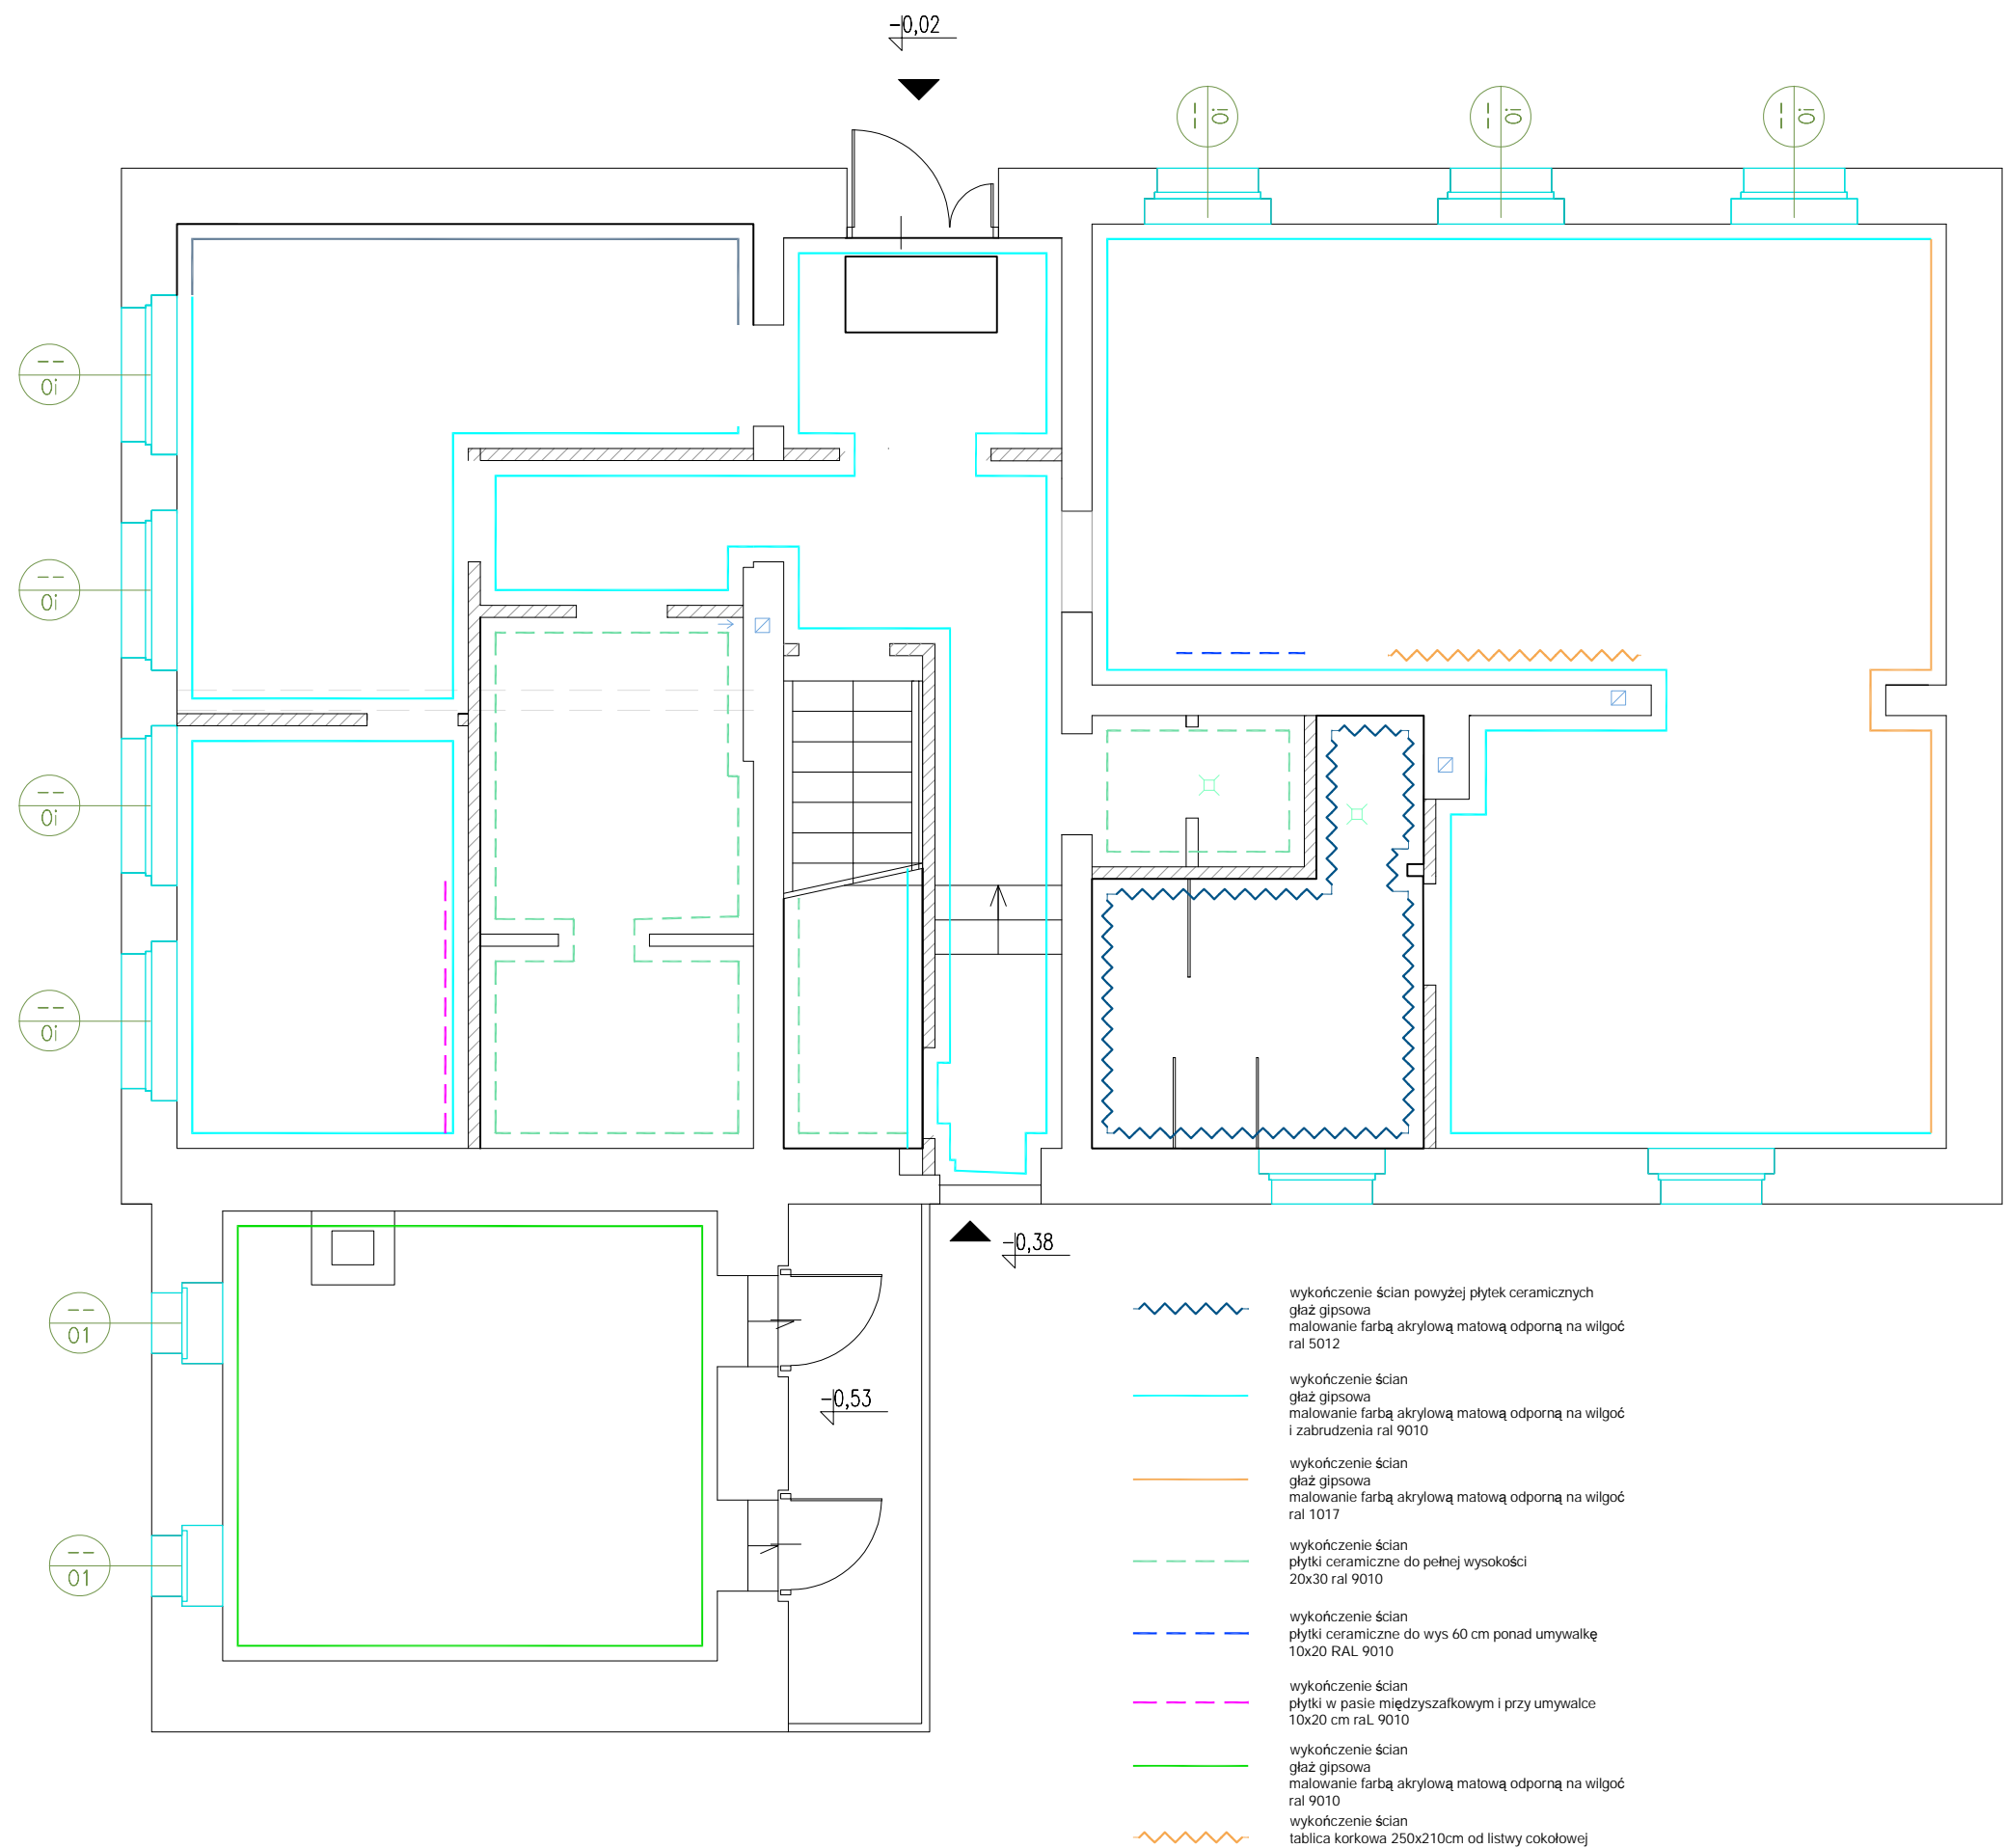 -0,02
-- 0i
-- 0i
-- 0i
-- 0i
-- 0i
-- 0i
-- 0i
-0,38
-- 01
-0,53
-- 01
wykończenie ścian powyżej płytek ceramicznych
głaż gipsowa
malowanie farbą akrylową matową odporną na wilgoć
ral 5012
wykończenie ścian
głaż gipsowa
malowanie farbą akrylową matową odporną na wilgoć
i zabrudzenia ral 9010
wykończenie ścian
głaż gipsowa
malowanie farbą akrylową matową odporną na wilgoć
ral 1017
wykończenie ścian
płytki ceramiczne do pełnej wysokości
20x30 ral 9010
wykończenie ścian
płytki ceramiczne do wys 60 cm ponad umywalkę
10x20 RAL 9010
wykończenie ścian
płytki w pasie międzyszafkowym i przy umywalce
10x20 cm raL 9010
wykończenie ścian
głaż gipsowa
malowanie farbą akrylową matową odporną na wilgoć
ral 9010
wykończenie ścian
tablica korkowa 250x210cm od listwy cokołowej